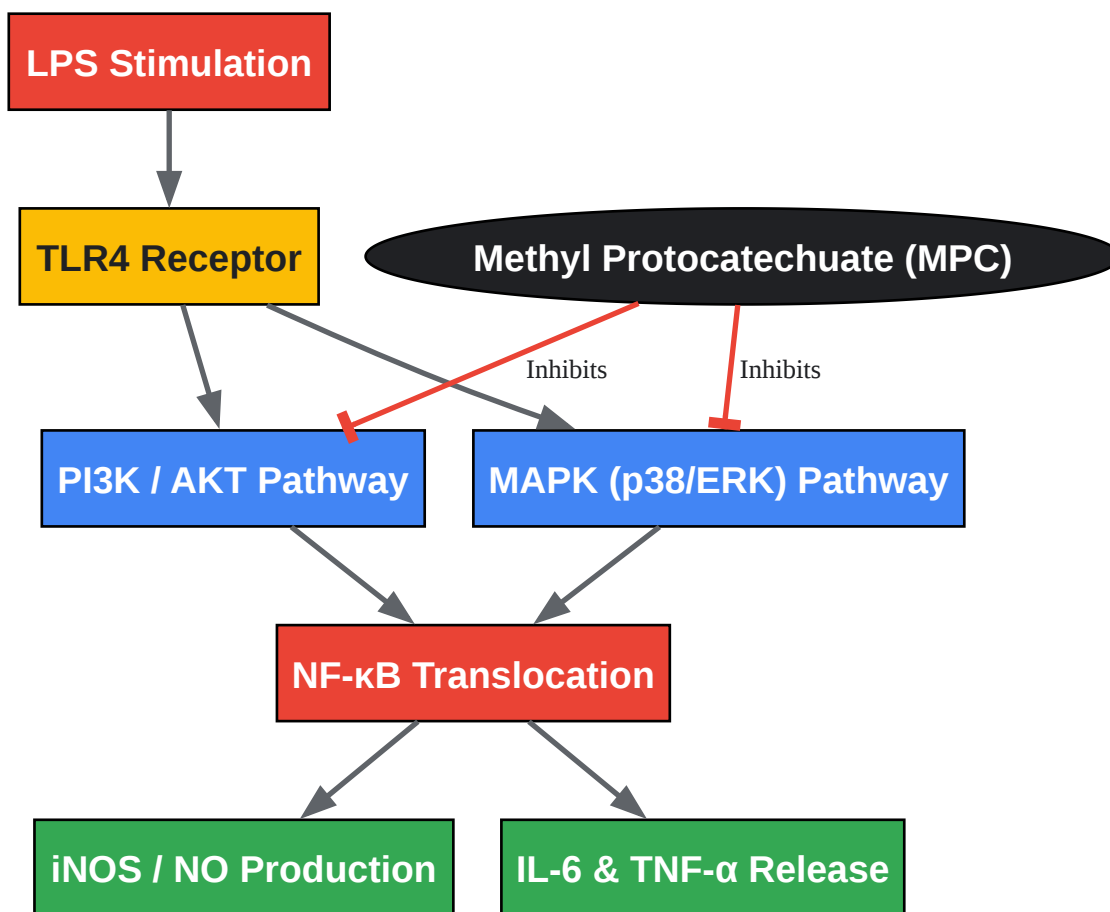 LPS Stimulation
TLR4 Receptor
Methyl Protocatechuate (MPC)
Inhibits
Inhibits
PI3K / AKT Pathway
MAPK (p38/ERK) Pathway
NF-κB Translocation
iNOS / NO Production
IL-6 & TNF-α Release